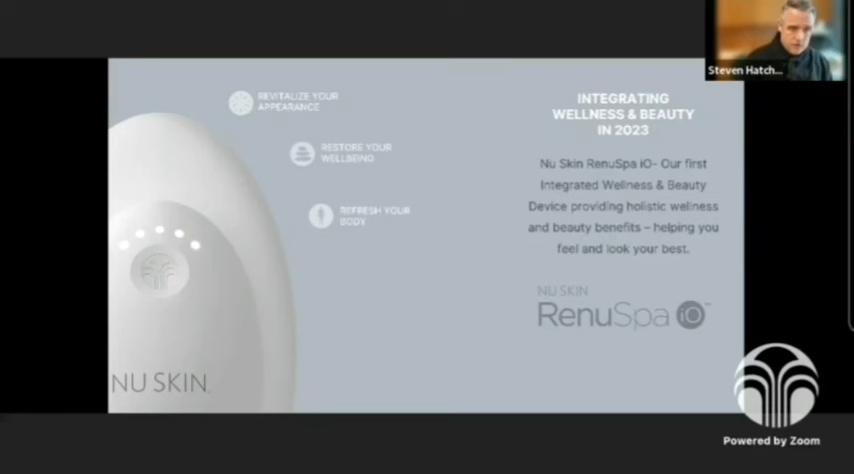 Steven Hatch...
REVITALIZE YOUR
APPEARANCE
RESTORE YOUR
WELLBEING
REFRESH YOUR
BODY
NU SKIN.
INTEGRATING
WELLNESS & BEAUTY
IN 2023
Nu Skin RenuSpa iO- Our first
Integrated Wellness & Beauty
Device providing holistic wellness
and beauty benefits – helping you
feel and look your best.
NU SKIN
RenuSpa iO™
Powered by Zoom